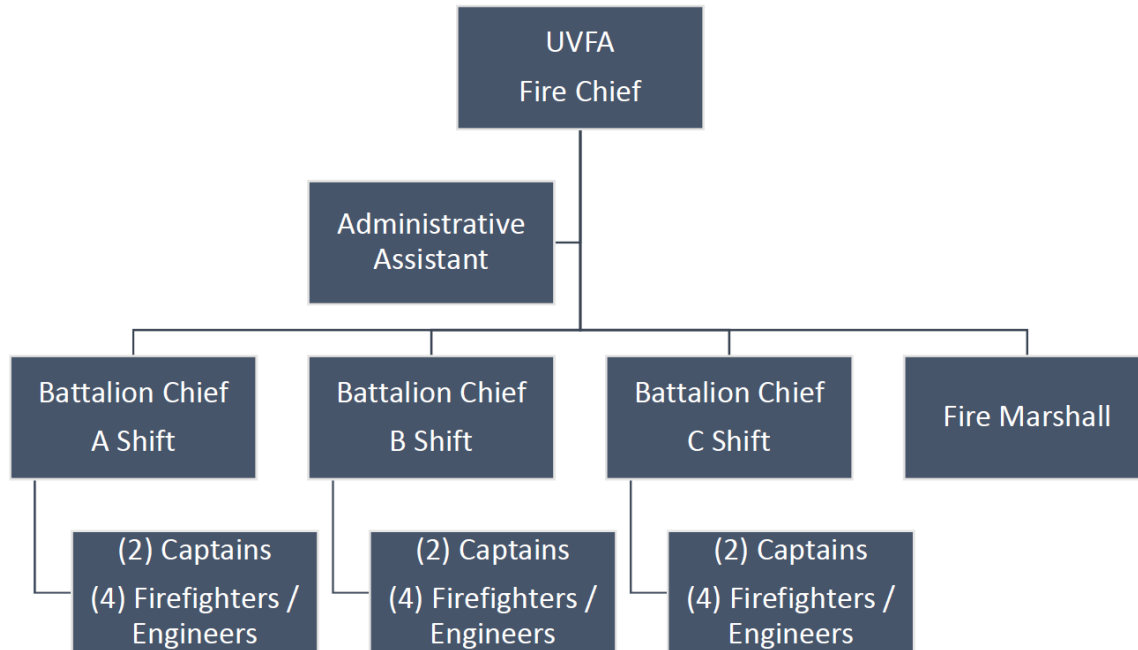 UVFA
Fire Chief
Administrative
Assistant
Battalion Chief
A Shift
Battalion Chief
B Shift
Battalion Chief
C Shift
Fire Marshall
(2) Captains
(4) Firefighters /
Engineers
(2) Captains
(4) Firefighters /
Engineers
(2) Captains
(4) Firefighters /
Engineers